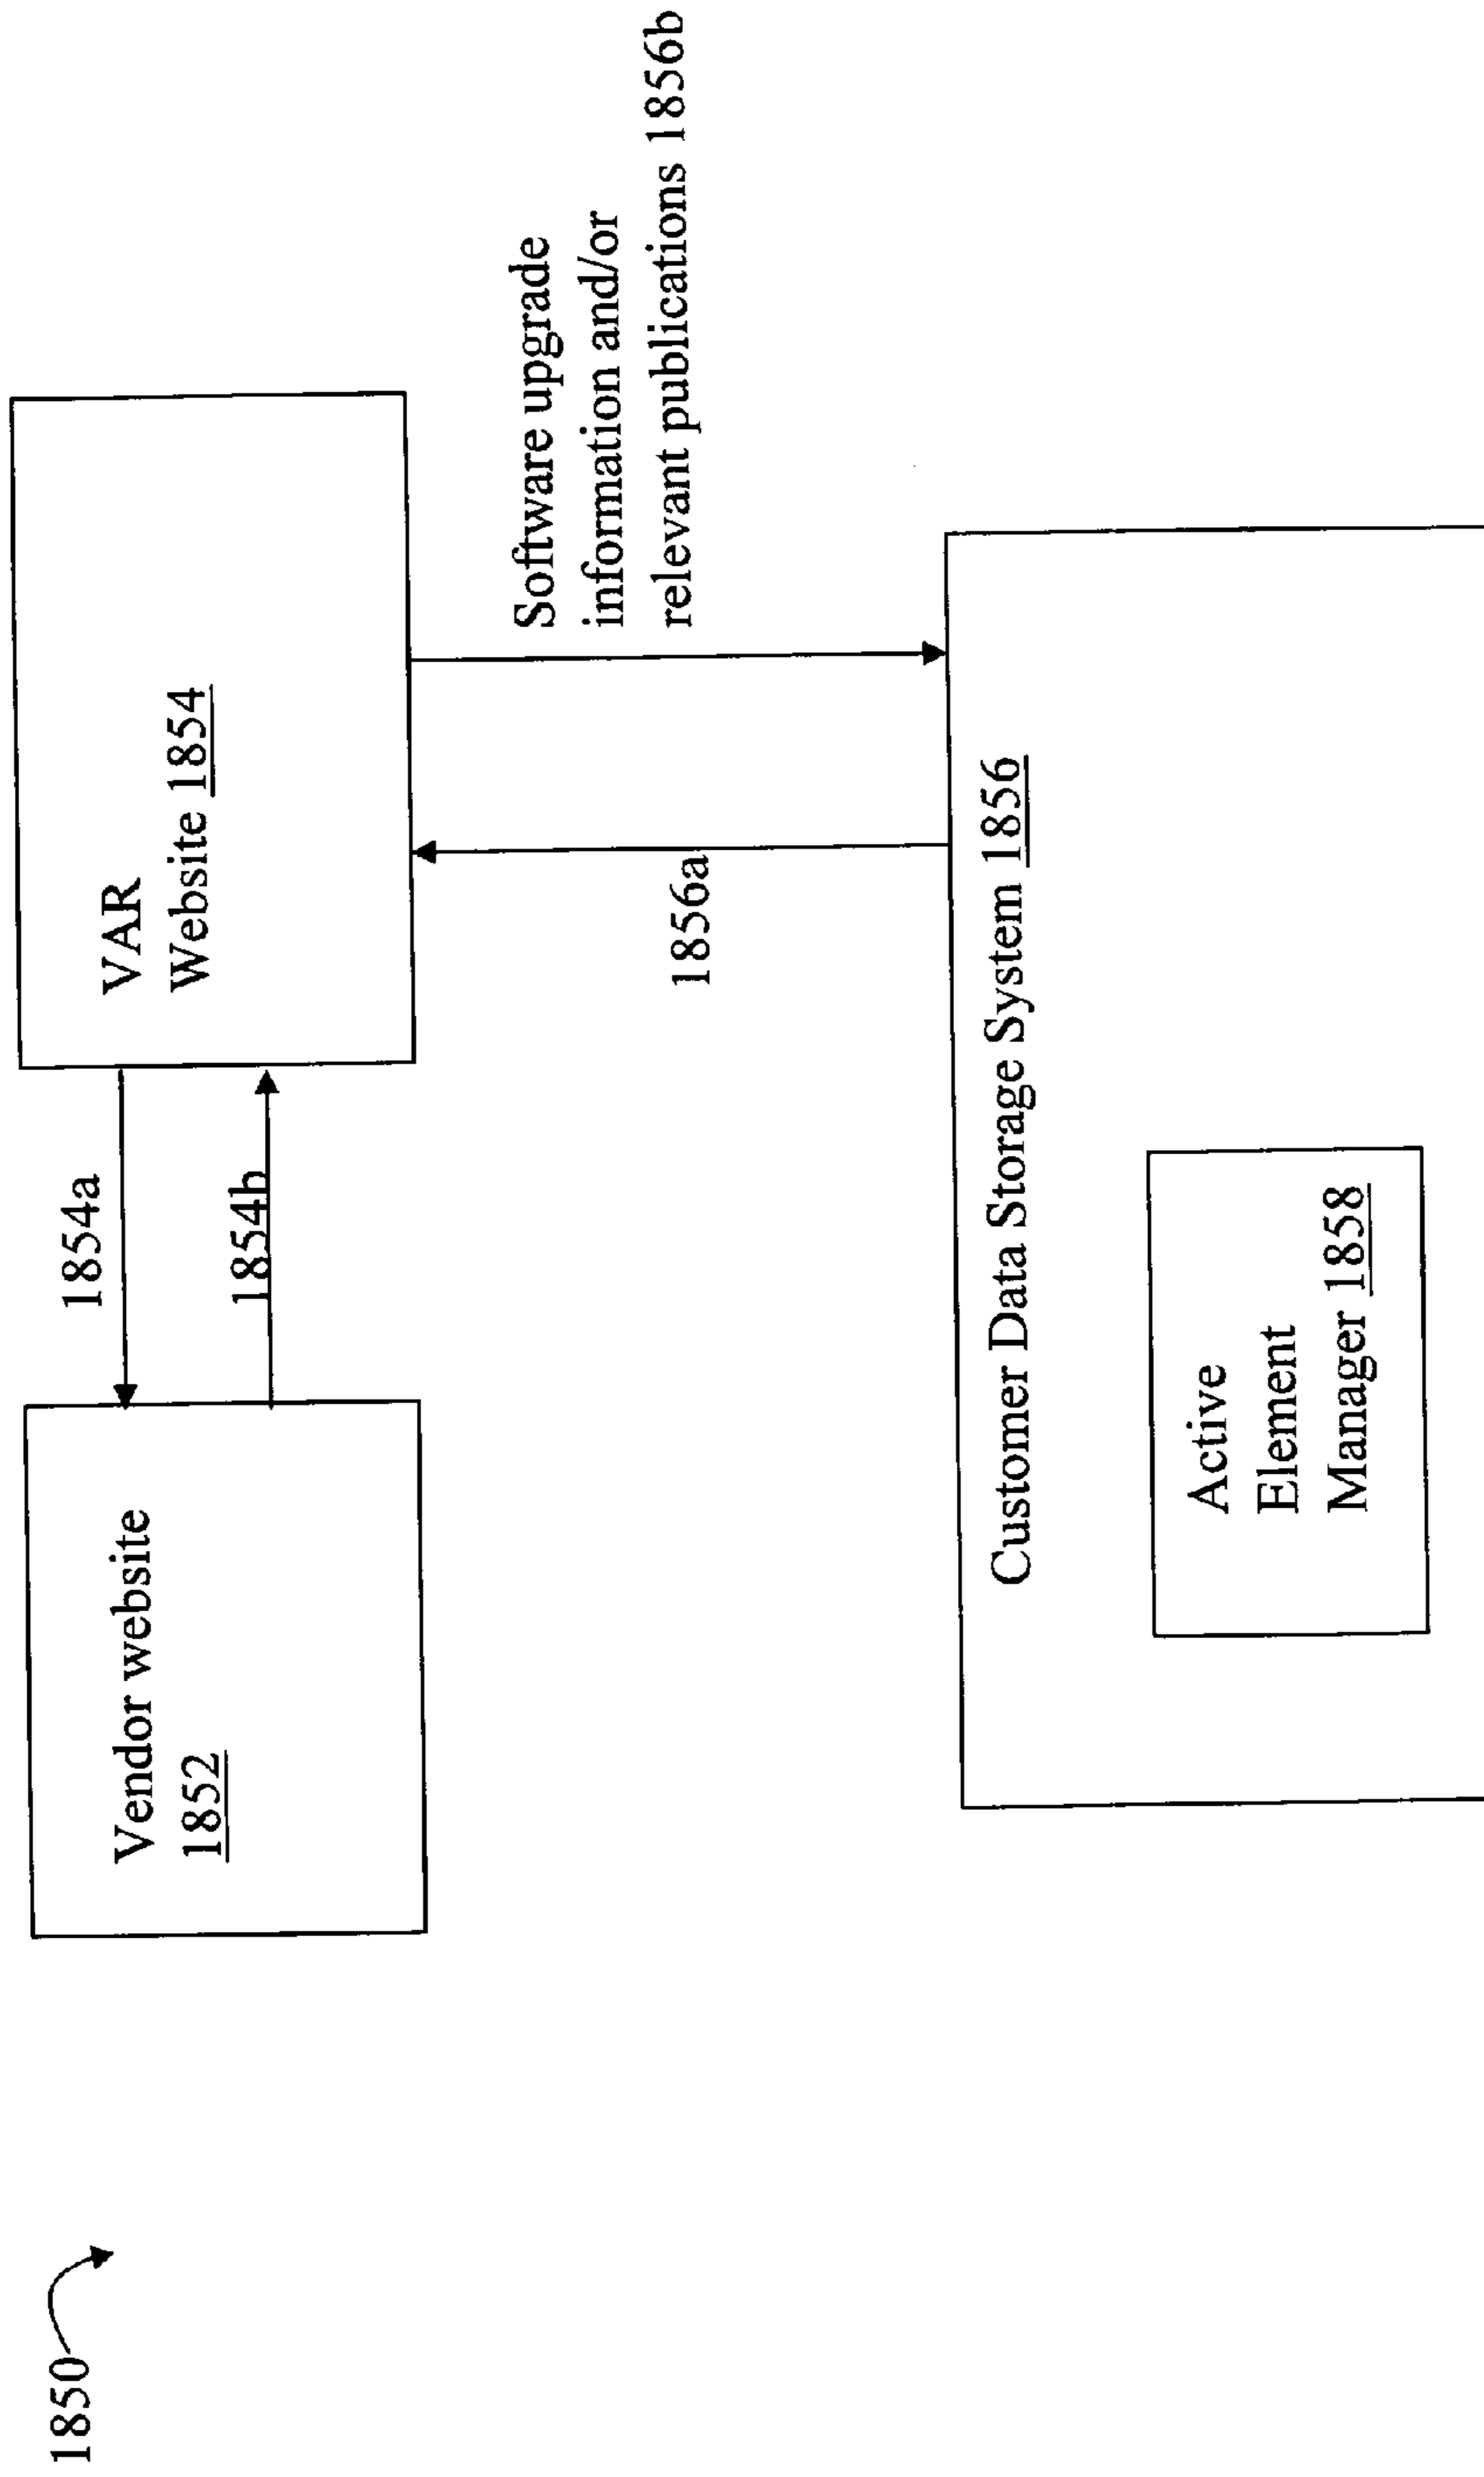 1850
Vendor website
1852
1854a
1854b
VAR
Website 1854
Software upgrade
information and/or
relevant publications 1856b
1856a
Customer Data Storage System 1856
Active
Element
Manager 1858